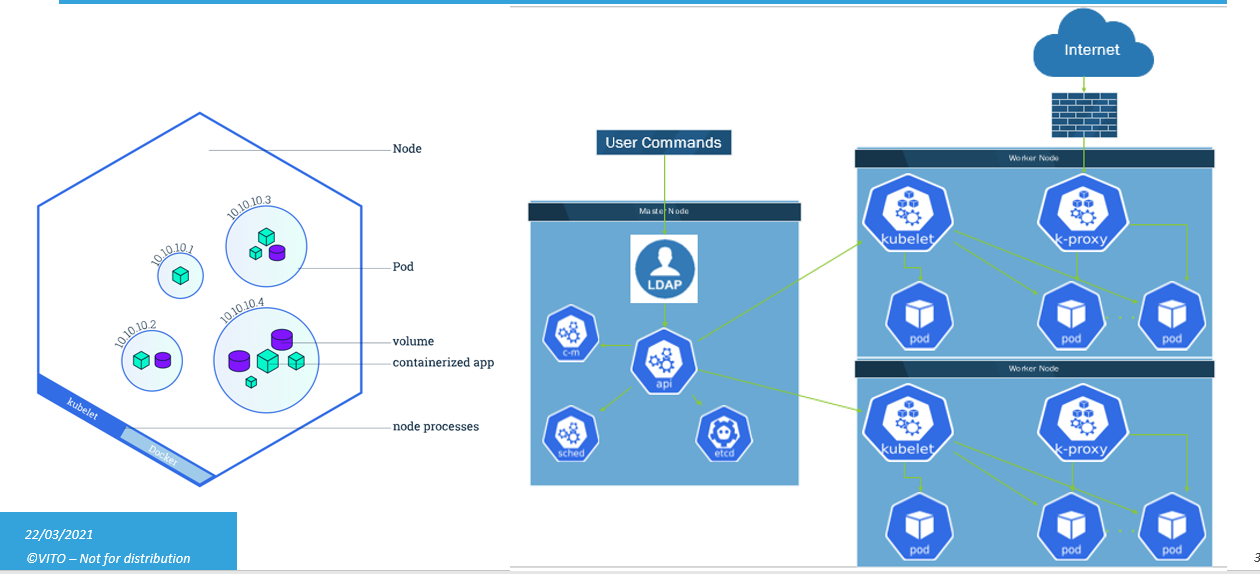 Node
10.10.10.3
10.10.10.1
Pod
10.10.10.4
10.10.10.2
volume
containerized app
kubelet
node processes
Docker
User Commands
Master Node
LDAP
c-m
api
sched
etcd
Internet
Worker Node
kubelet
k-proxy
pod
pod
pod
Worker Node
kubelet
k-proxy
pod
pod
pod
22/03/2021
©VITO – Not for distribution
3